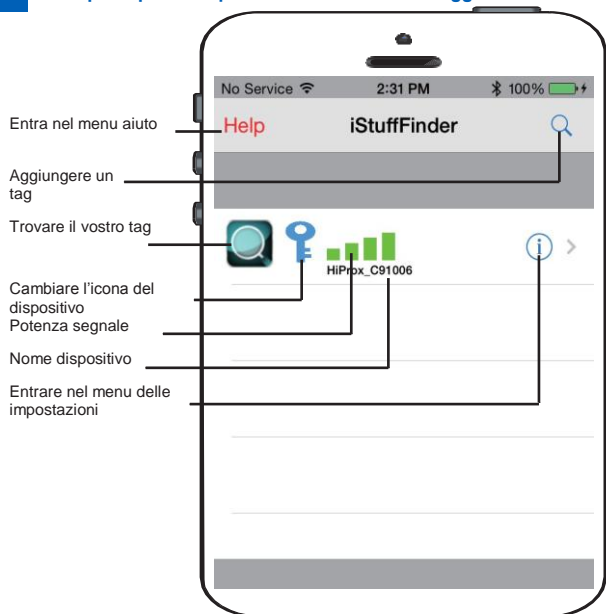 No Service 2:31 PM 100%
Help iStuffFinder
Entra nel menu aiuto
Aggiungere un
tag
Trovare il vostro tag
HiProx_C91006
Cambiare l'icona del
dispositivo
Potenza segnale
Nome dispositivo
Entrare nel menu delle
impostazioni